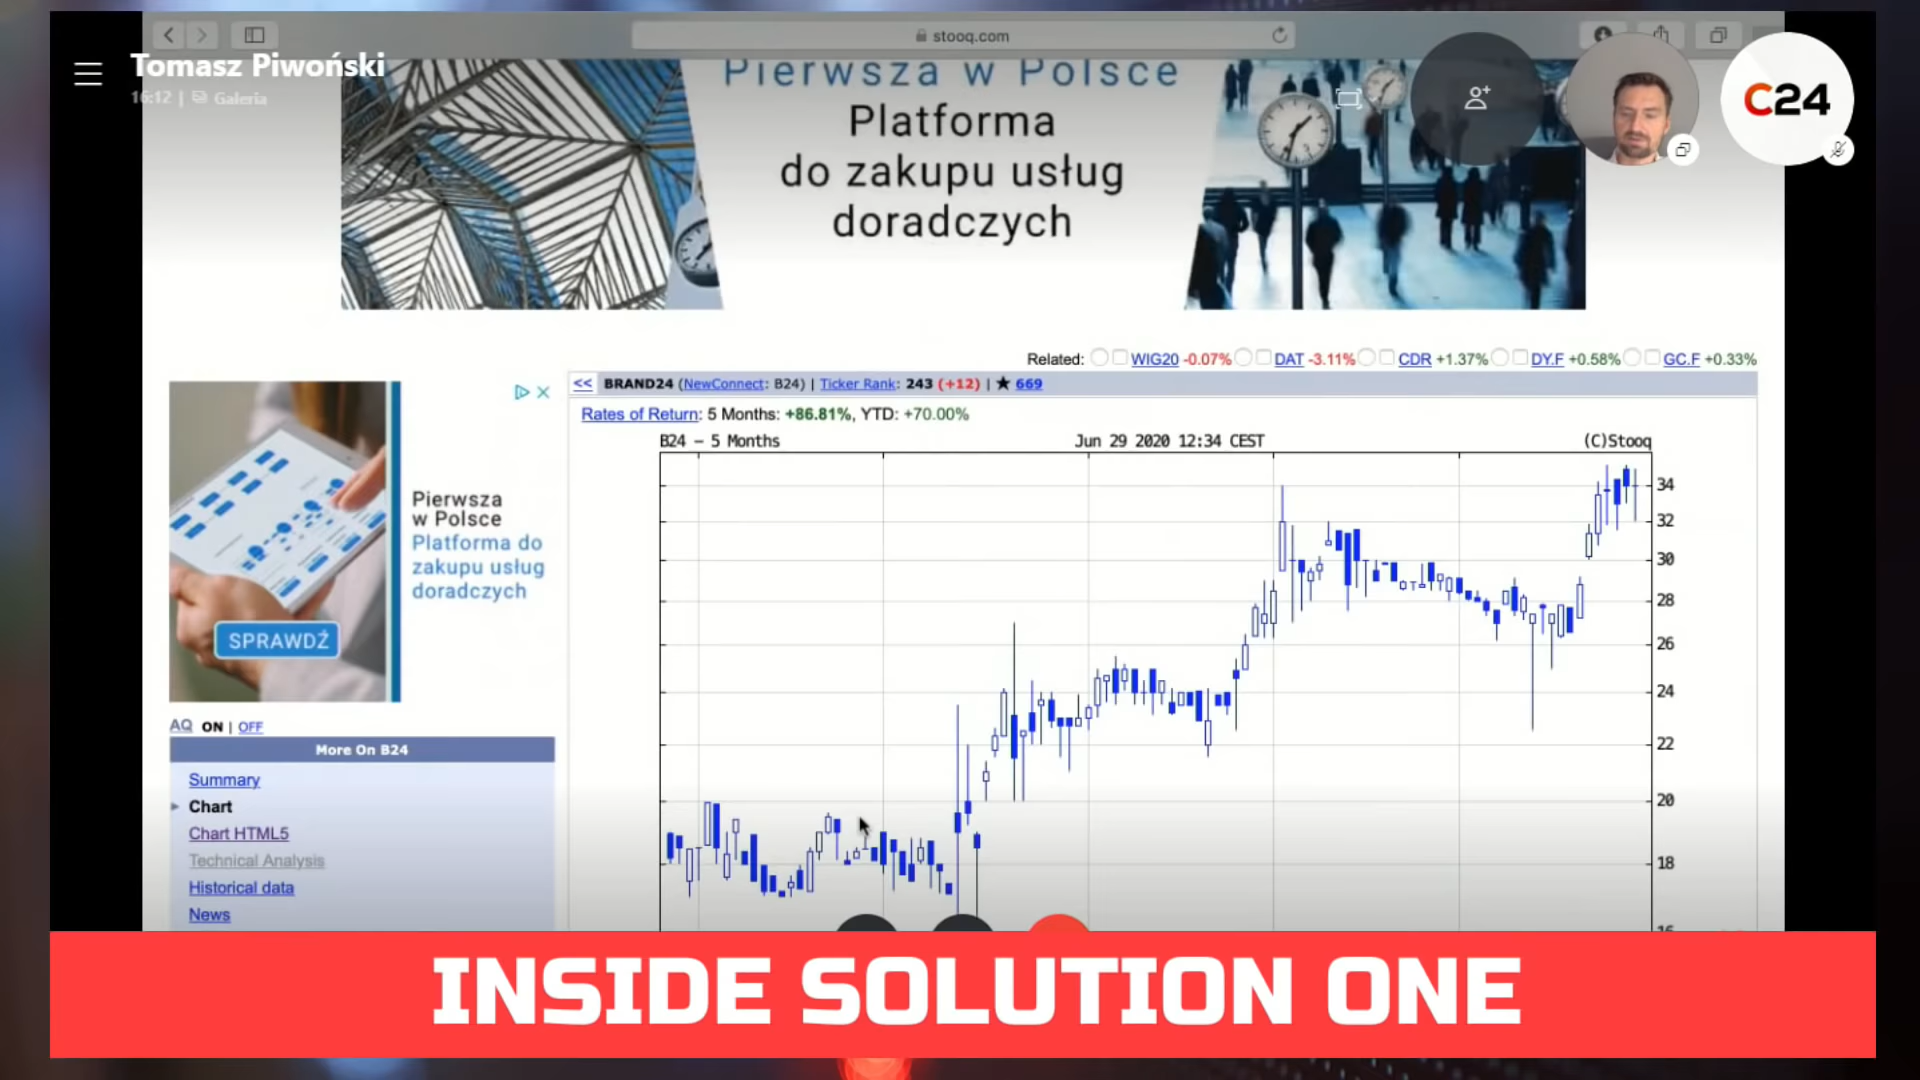 stooq.com
Tomasz Piwoński
16:12 | Galeria
C24
Pierwsza w Polsce
Platforma
do zakupu usług
doradczych
Related: WIG20 -0.07% DAT -3.11% CDR +1.37% DY.F +0.58% GC.F +0.33%
<< BRAND24 (NewConnect: B24) | Ticker Rank: 243 (+12) | ★ 669
Rates of Return: 5 Months: +86.81%, YTD: +70.00%
B24 - 5 Months Jun 29 2020 12:34 CEST (C)Stooq
34
32
30
28
26
24
22
20
18
16
Pierwsza
w Polsce
Platforma do
zakupu usług
doradczych
SPRAWDŹ
AQ ON | OFF
More On B24
Summary
Chart
Chart HTML5
Technical Analysis
Historical data
News
INSIDE SOLUTION ONE